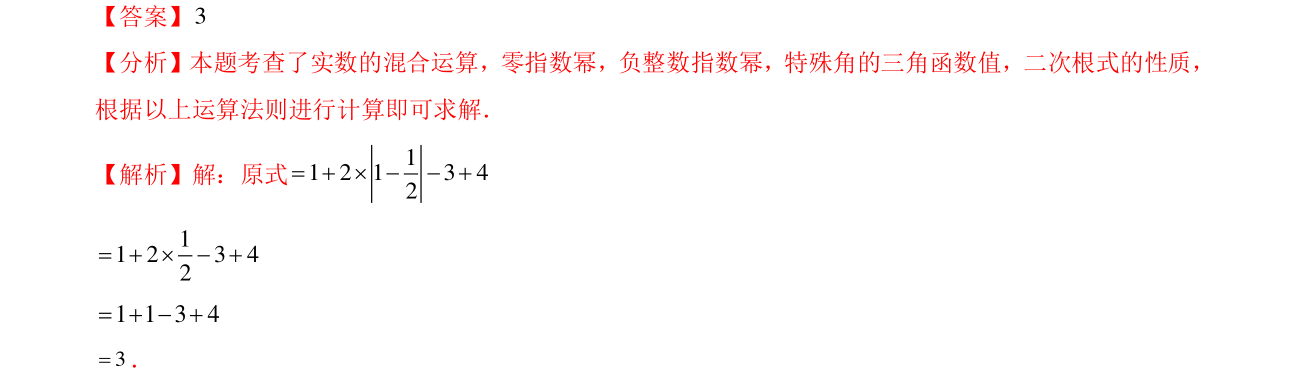 【答案】3
【分析】本题考查了实数的混合运算，零指数幂，负整数指数幂，特殊角的三角函数值，二次根式的性质，
根据以上运算法则进行计算即可求解．
【解析】解：原式=1+2×|1−1/2|−3+4
=1+2×1/2−3+4
=1+1−3+4
=3．